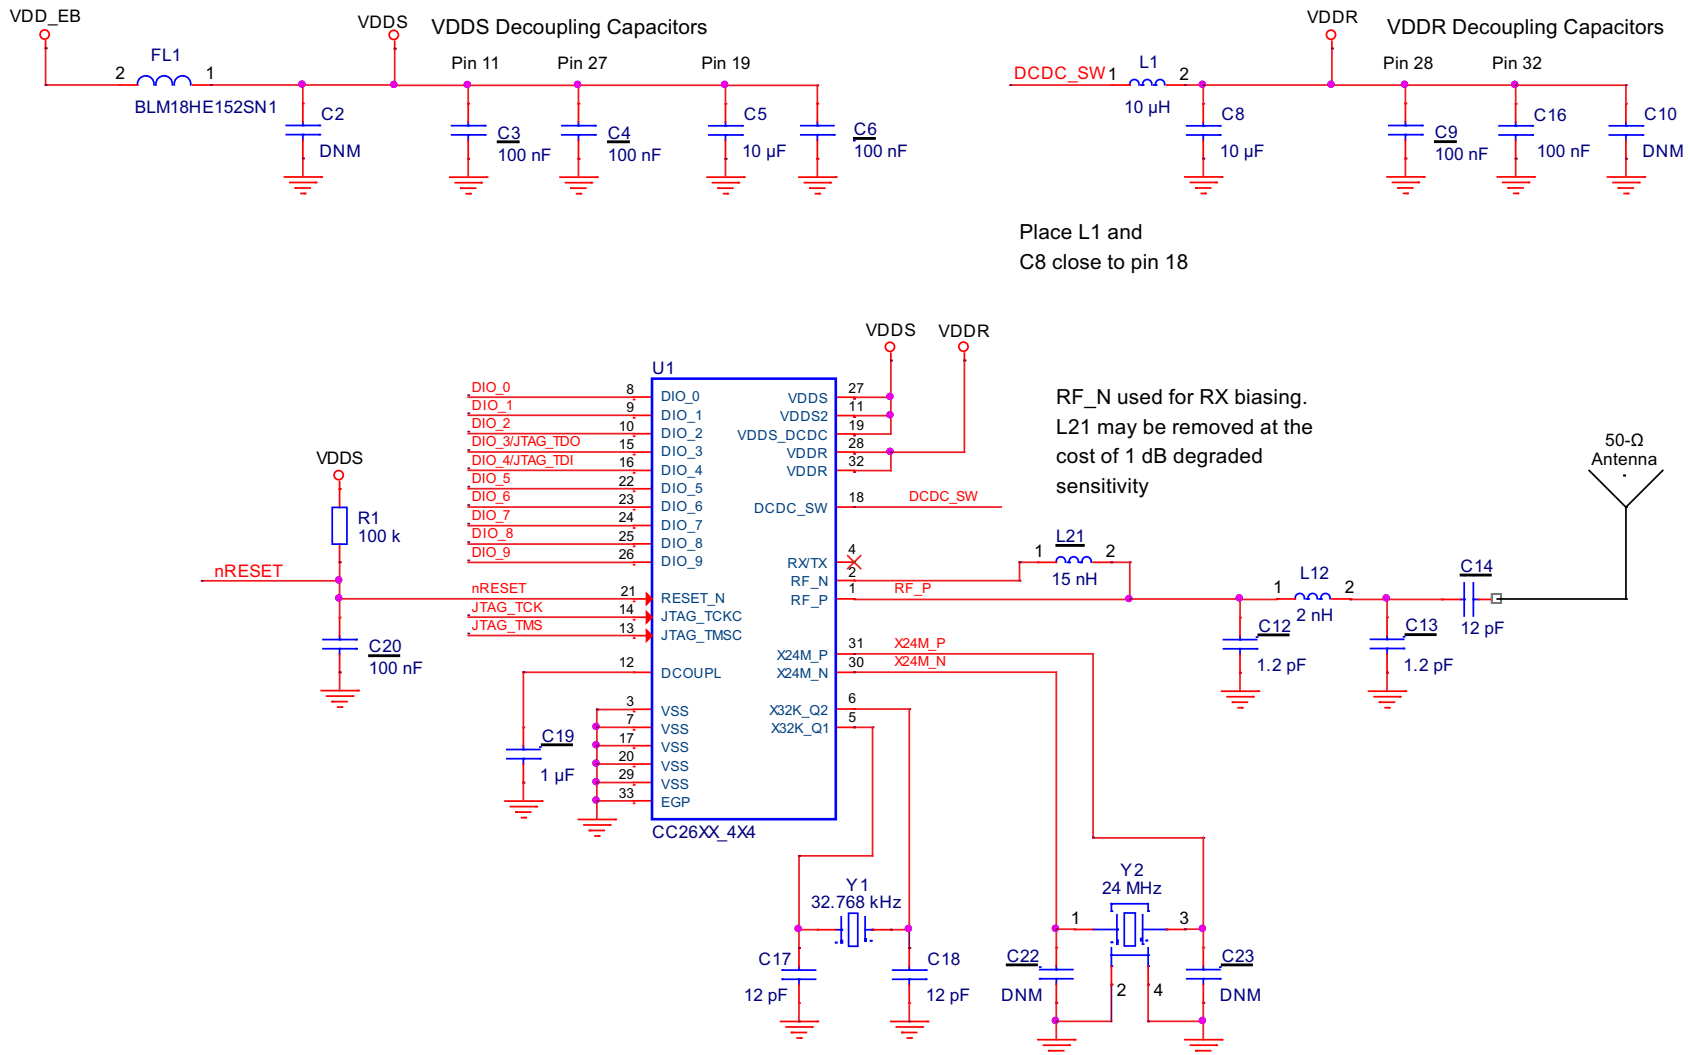 VDD_EB
VDDS
VDDS Decoupling Capacitors
FL1
2
1
BLM18HE152SN1
Pin 11
Pin 27
Pin 19
C2
DNM
C3
100 nF
C4
100 nF
C5
10 µF
C6
100 nF
VDDR
VDDR Decoupling Capacitors
DCDC_SW
1
L1
2
10 µH
Pin 28
Pin 32
C8
10 µF
C9
100 nF
C16
100 nF
C10
DNM
Place L1 and
C8 close to pin 18
VDDS
VDDR
U1
DIO_0
8
DIO_0
DIO_1
9
DIO_1
DIO_2
10
DIO_2
DIO_3/JTAG_TDO
15
DIO_3
DIO_4/JTAG_TDI
16
DIO_4
DIO_5
22
DIO_5
DIO_6
23
DIO_6
DIO_7
24
DIO_7
DIO_8
25
DIO_8
DIO_9
26
DIO_9
nRESET
21
RESET_N
JTAG_TCK
14
JTAG_TCKC
JTAG_TMS
13
JTAG_TMSC
12
DCOUPL
3
VSS
7
VSS
17
VSS
20
VSS
29
VSS
33
EGP
CC26XX_4X4
VDDS
27
VDDS2
11
VDDS_DCDC
19
VDDR
28
VDDR
32
DCDC_SW
18
DCDC_SW
RX/TX
4
RF_N
2
RF_P
1
RF_P
X24M_P
31
X24M_P
X24M_N
30
X24M_N
X32K_Q2
6
X32K_Q1
5
VDDS
R1
100 k
nRESET
C20
100 nF
C19
1 µF
RF_N used for RX biasing.
L21 may be removed at the
cost of 1 dB degraded
sensitivity
50-Ω
Antenna
1
L21
2
15 nH
1
L12
2
2 nH
C14
12 pF
C12
1.2 pF
C13
1.2 pF
Y1
32.768 kHz
C17
12 pF
C18
12 pF
Y2
24 MHz
1
3
C22
DNM
2
4
C23
DNM